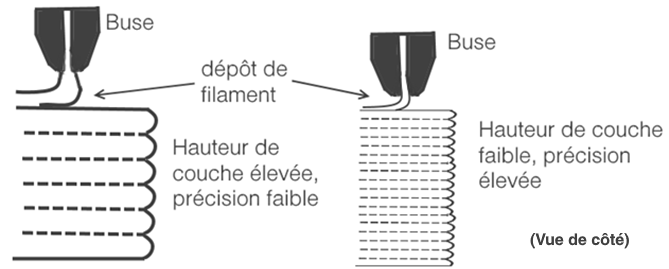 Buse
dépôt de
filament
Hauteur de
couche élevée,
précision faible
Buse
Hauteur de couche
faible, précision
élevée
(Vue de côté)